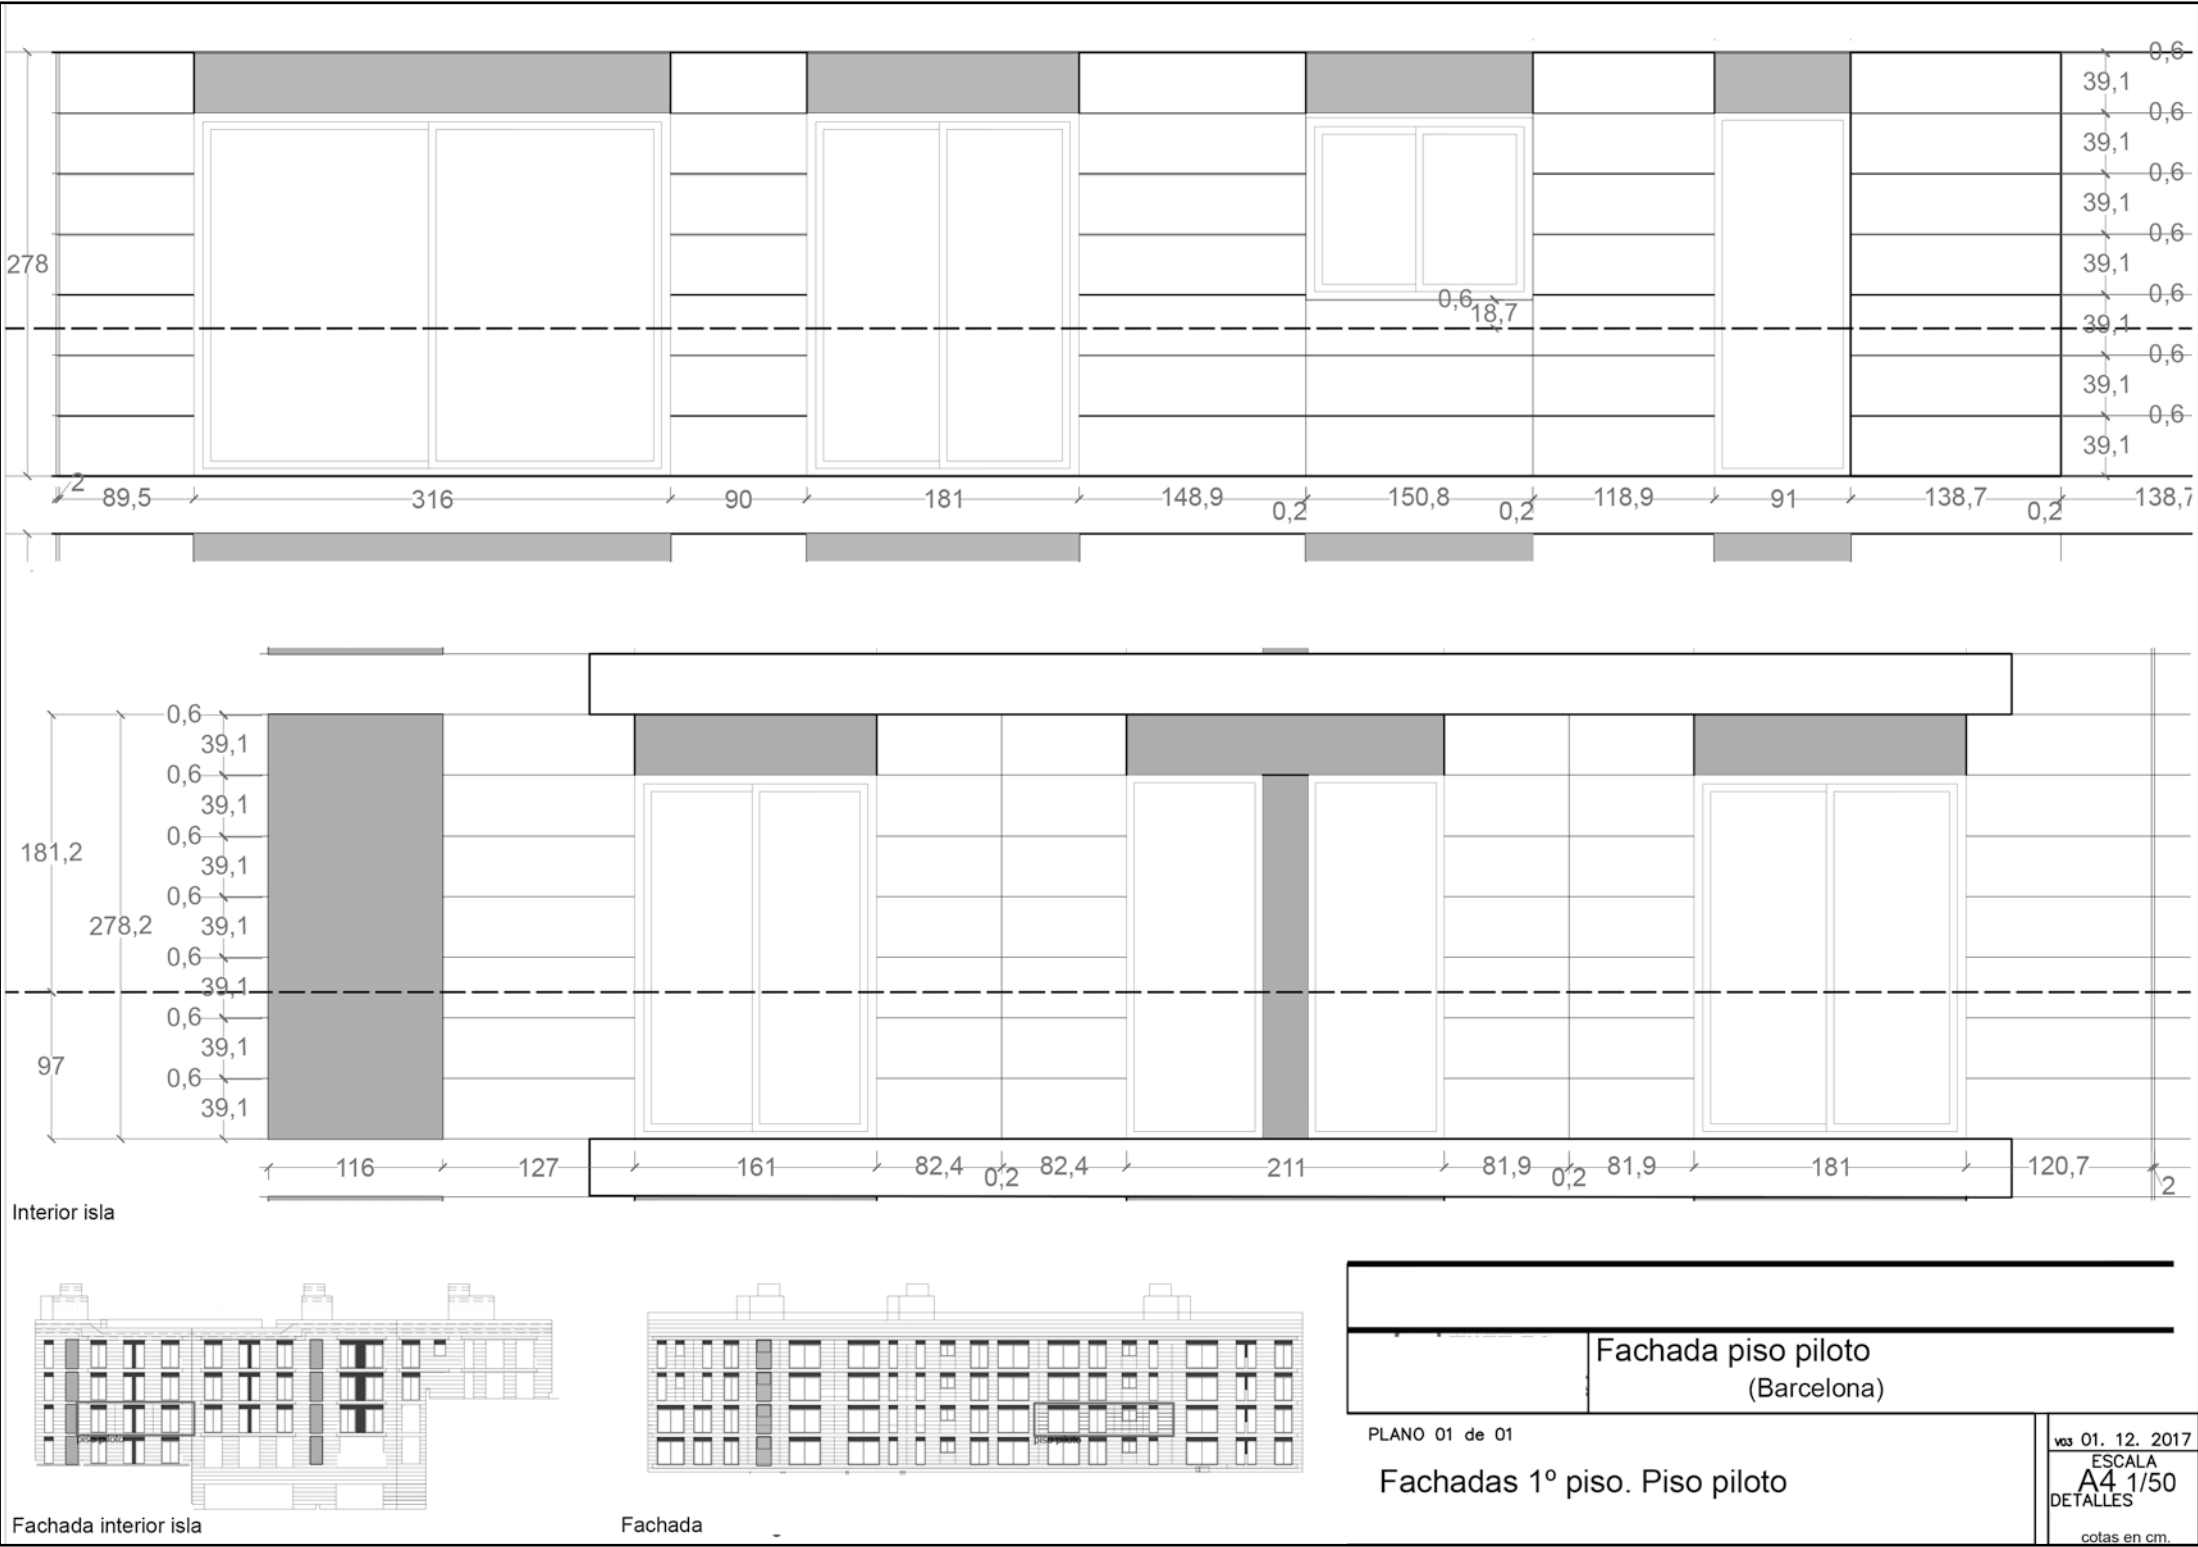 0,6
39,1
0,6
39,1
0,6
39,1
0,6
278
39,1
0,6
0,6
18,7
39,1
0,6
39,1
0,6
39,1
2
89,5 316 90 181 148,9 0,2 150,8 0,2 118,9 91 138,7 0,2 138,7
0,6
39,1
0,6
39,1
0,6
181,2
39,1
0,6
278,2
39,1
0,6
39,1
0,6
39,1
97
0,6
39,1
116 127 161 82,4 0,2 82,4 211 81,9 0,2 81,9 181 120,7 2
Interior isla
piso piloto
Fachada interior isla
piso piloto
Fachada
Fachada piso piloto
(Barcelona)
PLANO 01 de 01
Fachadas 1º piso. Piso piloto
V03 01. 12. 2017
ESCALA
A4 1/50
DETALLES
cotas en cm.